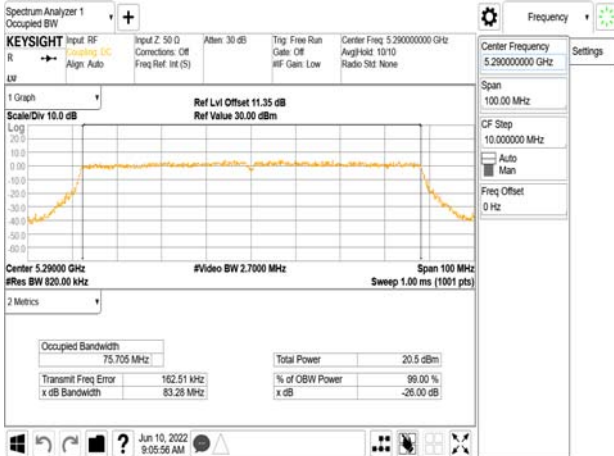 Spectrum Analyzer 1
Occupied BW
Frequency
KEYSIGHT
R
Input: RF
Coupling: DC
Align: Auto
Input Z: 50 Ω
Corrections: Off
Freq Ref: Int (S)
Atten: 30 dB
Trig: Free Run
Gate: Off
#IF Gain: Low
Center Freq: 5.290000000 GHz
Avg|Hold: 10/10
Radio Std: None
Center Frequency
5.290000000 GHz
Settings
Span
100.00 MHz
CF Step
10.000000 MHz
Auto
Man
Freq Offset
0 Hz
1 Graph
Scale/Div 10.0 dB
Ref Lvl Offset 11.35 dB
Ref Value 30.00 dBm
Log
20.0
10.0
0.00
-10.0
-20.0
-30.0
-40.0
-50.0
-60.0
Center 5.29000 GHz
#Res BW 820.00 kHz
#Video BW 2.7000 MHz
Span 100 MHz
Sweep 1.00 ms (1001 pts)
2 Metrics
Occupied Bandwidth
75.705 MHz
Total Power
20.5 dBm
Transmit Freq Error
162.51 kHz
% of OBW Power
99.00 %
x dB Bandwidth
83.28 MHz
x dB
-26.00 dB
?
Jun 10, 2022
9:05:56 AM